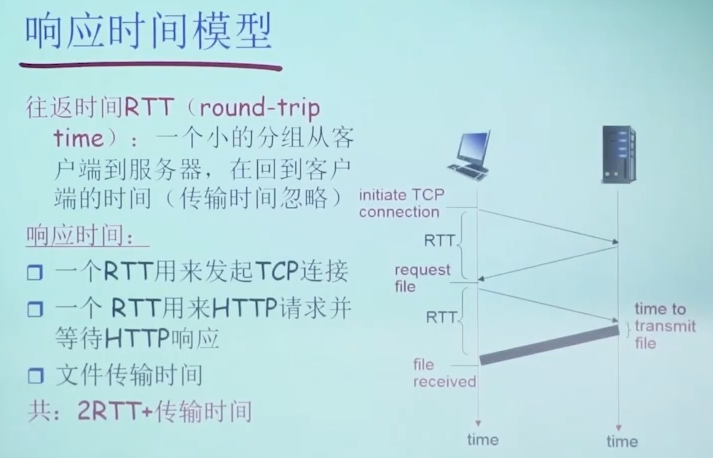 响应时间模型
往返时间RTT（round-trip
time）：一个小的分组从客
户端到服务器，在回到客户
端的时间（传输时间忽略）
响应时间：
一个RTT用来发起TCP连接
一个 RTT用来HTTP请求并
等待HTTP响应
文件传输时间
共：2RTT+传输时间
initiate TCP
connection
RTT
request
file
RTT
time to
transmit
file
file
received
time
time